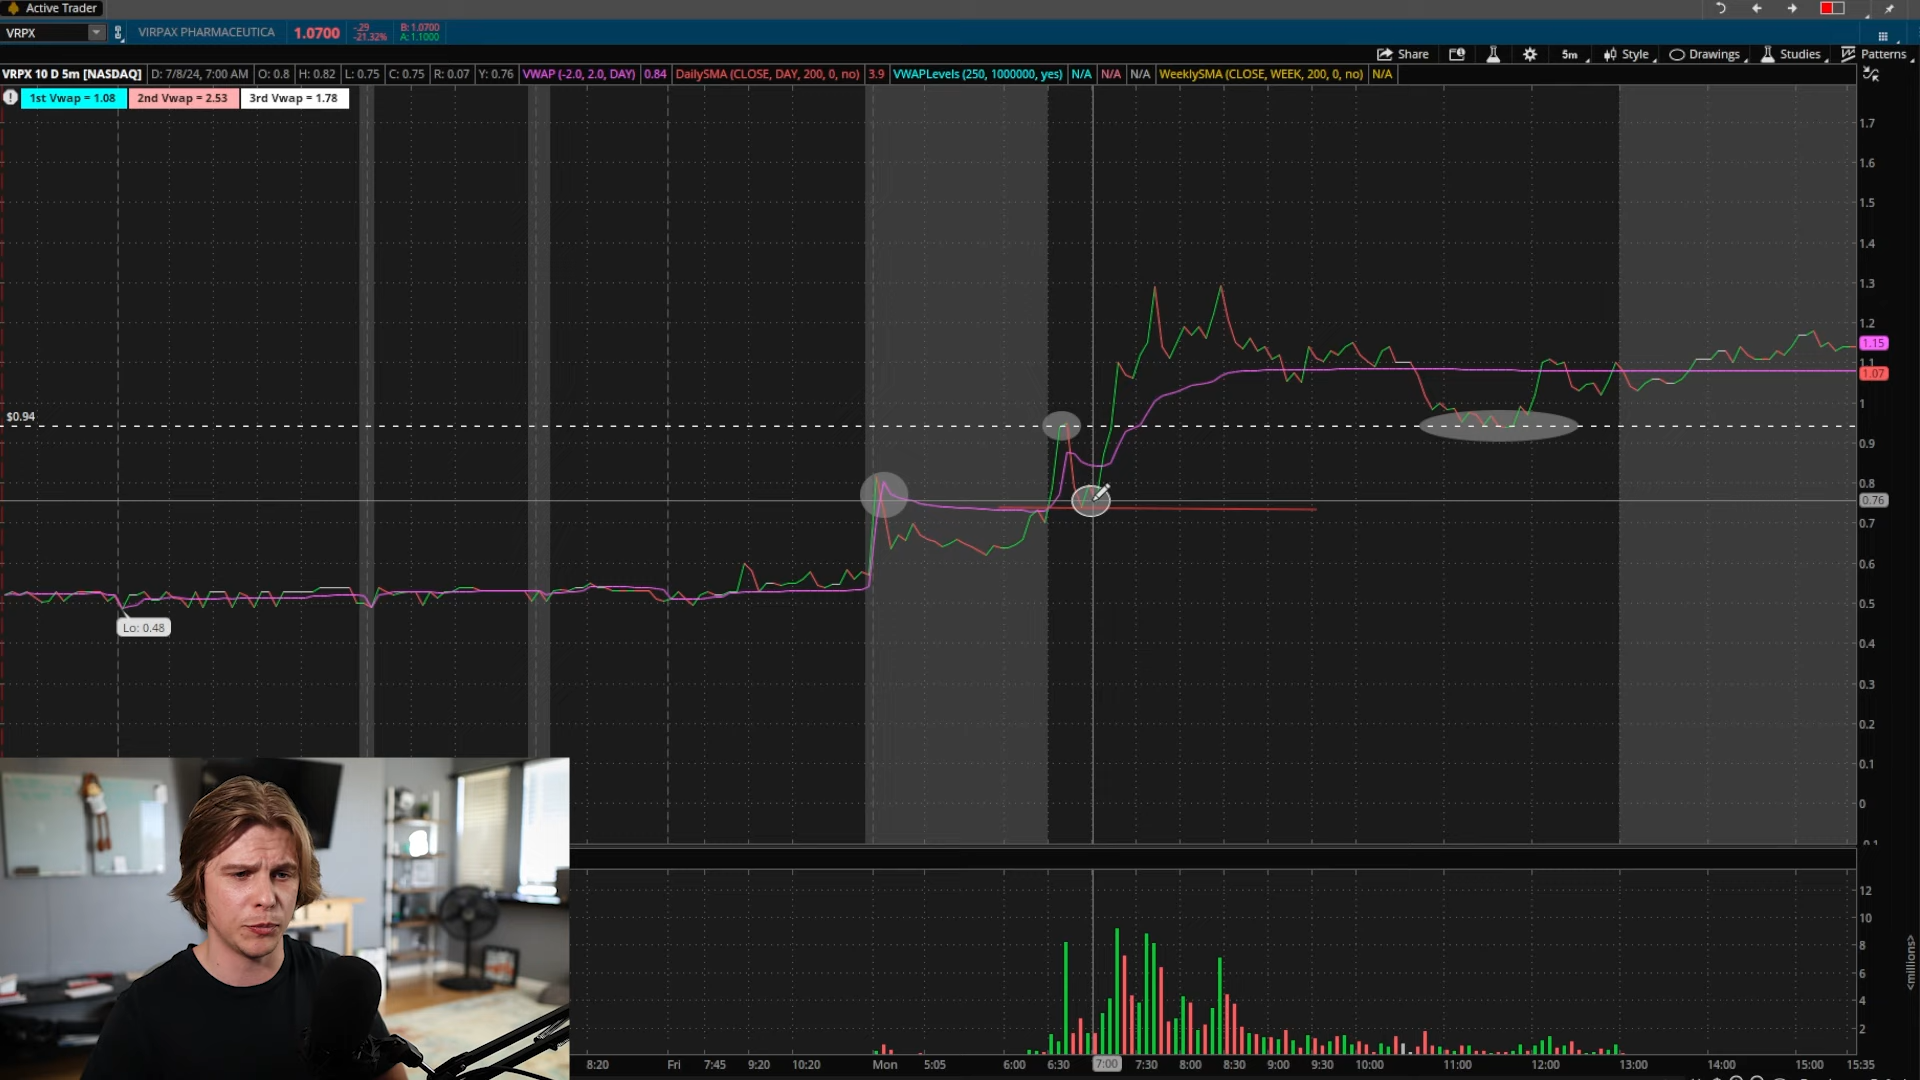 Active Trader
VRPX
VIRPAX PHARMACEUTICA
1.0700
-.29
-21.32%
B: 1.0700
A: 1.1000
Share
5m
Style
Drawings
Studies
Patterns
VRPX 10 D 5m [NASDAQ]
D: 7/8/24, 7:00 AM
O: 0.8
H: 0.82
L: 0.75
C: 0.75
R: 0.07
Y: 0.76
VWAP (-2.0, 2.0, DAY)
0.84
DailySMA (CLOSE, DAY, 200, 0, no)
3.9
VWAPLevels (250, 1000000, yes)
N/A
N/A
N/A
WeeklySMA (CLOSE, WEEK, 200, 0, no)
N/A
1st Vwap = 1.08
2nd Vwap = 2.53
3rd Vwap = 1.78
1.7
1.6
1.5
1.4
1.3
1.2
1.15
1.1
1.07
1
$0.94
0.9
0.8
0.76
0.7
0.6
0.5
Lo: 0.48
0.4
0.3
0.2
0.1
0
12
10
8
6
4
2
<millions>
8:20
Fri
7:45
9:20
10:20
Mon
5:05
6:00
6:30
7:00
7:30
8:00
8:30
9:00
9:30
10:00
11:00
12:00
13:00
14:00
15:00
15:35